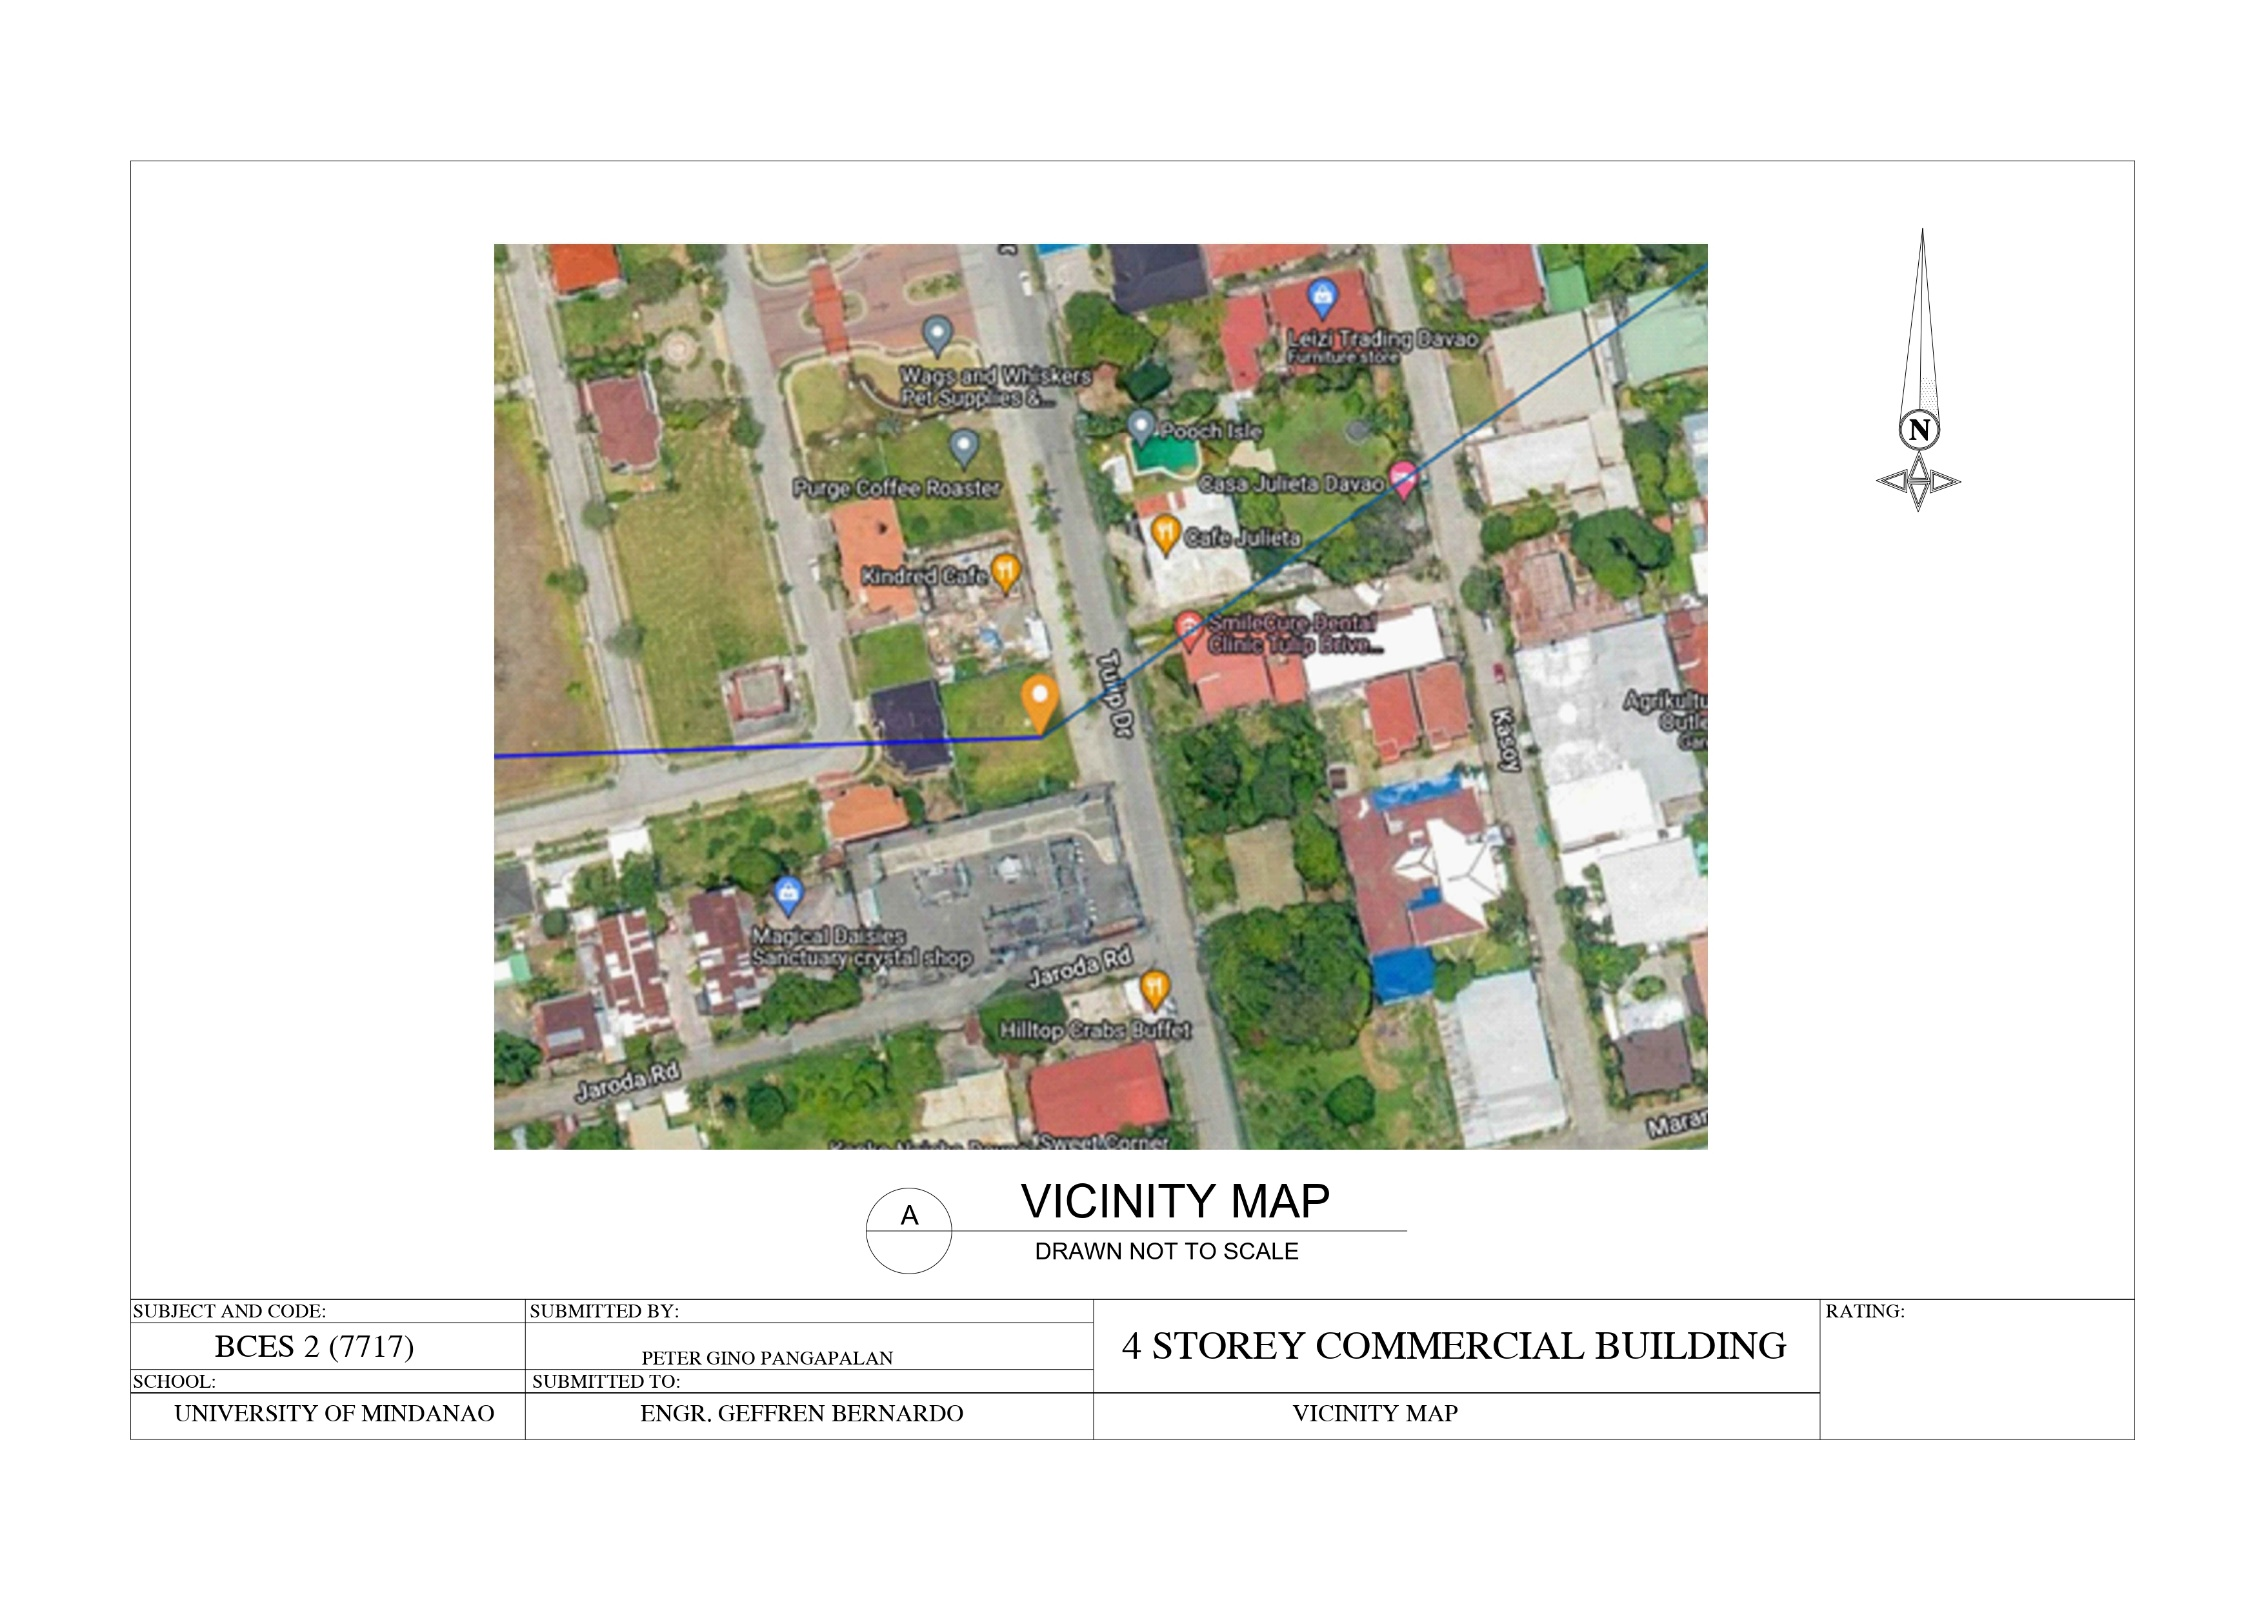 Leizi Trading Davao
Furniture store
Wags and Whiskers
Pet Supplies &...
Pooch Isle
Purge Coffee Roaster
Casa Julieta Davao
Cafe Julieta
Kindred Cafe
SmileCure Dental
Clinic Tulip Drive...
Tulip Dr
Kasoy
Agrikultu
Outle
Gar
Magical Daisies
Sanctuary crystal shop
Jaroda Rd
Hilltop Crabs Buffet
Jaroda Rd
Maran
Sweet Corner
N
A
VICINITY MAP
DRAWN NOT TO SCALE
SUBJECT AND CODE:
BCES 2 (7717)
SCHOOL:
UNIVERSITY OF MINDANAO
SUBMITTED BY:
PETER GINO PANGAPALAN
SUBMITTED TO:
ENGR. GEFFREN BERNARDO
4 STOREY COMMERCIAL BUILDING
VICINITY MAP
RATING: